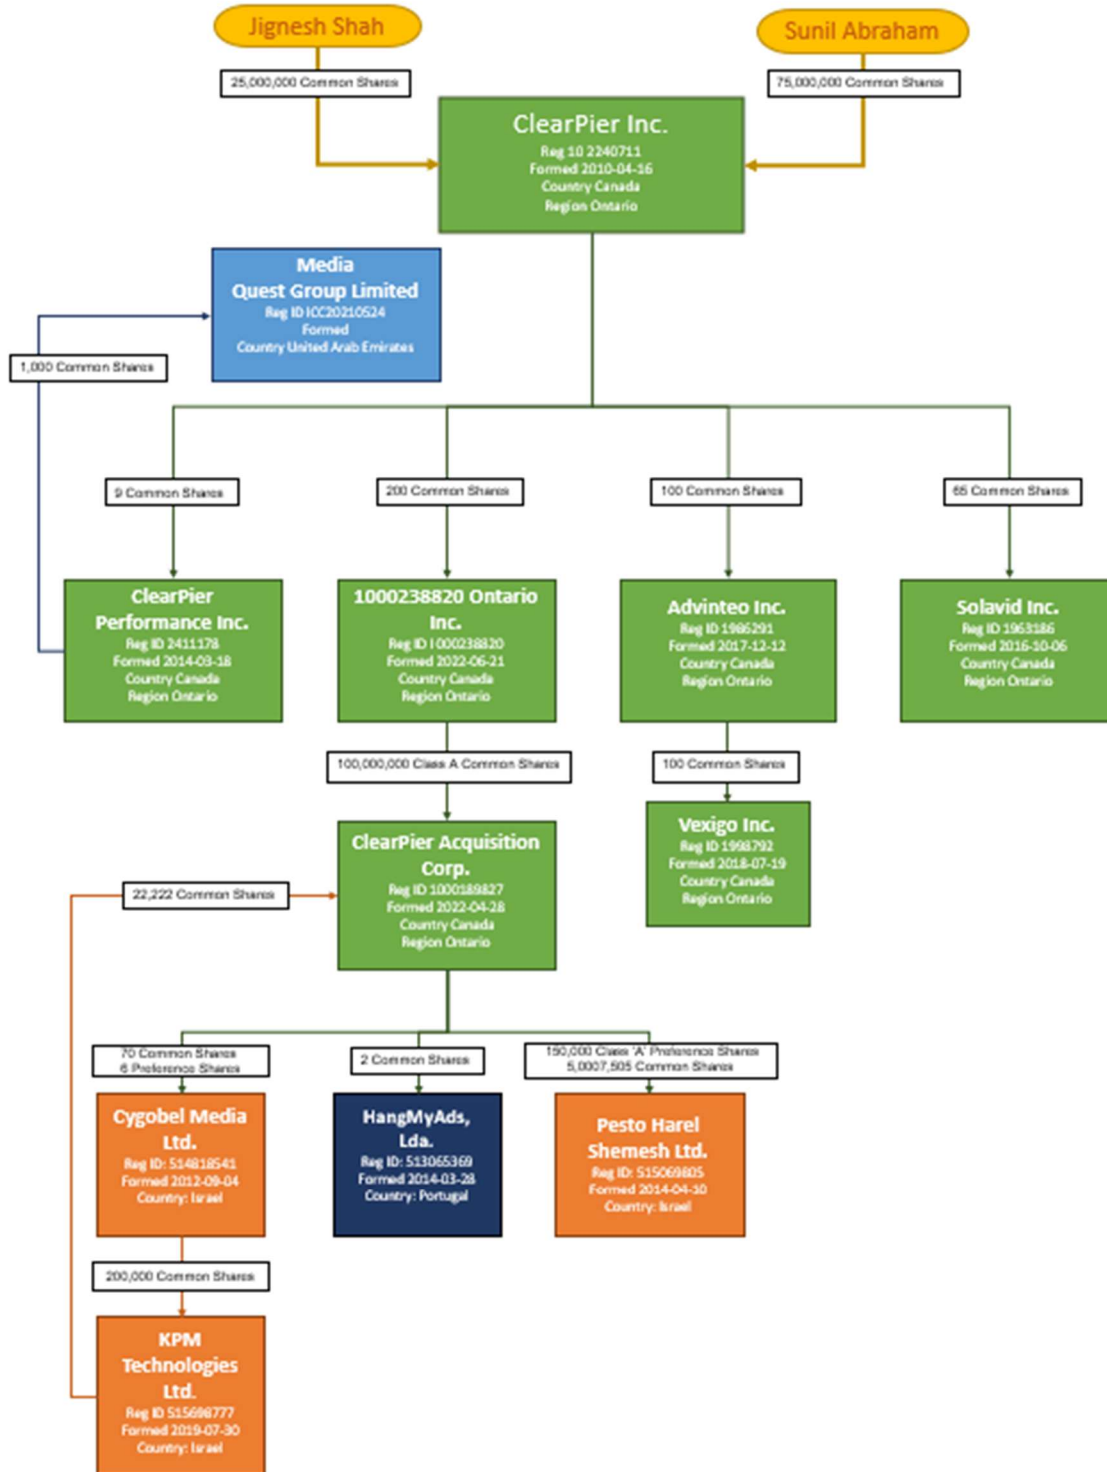 Jignesh Shah
Sunil Abraham
25,000,000 Common Shares
75,000,000 Common Shares
ClearPier Inc.
Reg 10 2240711
Formed 2010-04-16
Country Canada
Region Ontario
Media
Quest Group Limited
Reg ID ICC20210524
Formed
Country United Arab Emirates
1,000 Common Shares
9 Common Shares
200 Common Shares
100 Common Shares
65 Common Shares
ClearPier
Performance Inc.
Reg ID 2411178
Formed 2014-03-18
Country Canada
Region Ontario
1000238820 Ontario
Inc.
Reg ID I000238820
Formed 2022-06-21
Country Canada
Region Ontario
Advinteo Inc.
Reg ID 1986291
Formed 2017-12-12
Country Canada
Region Ontario
Solavid Inc.
Reg ID 1963186
Formed 2016-10-06
Country Canada
Region Ontario
100,000,000 Class A Common Shares
100 Common Shares
ClearPier Acquisition
Corp.
Reg ID 1000189827
Formed 2022-04-28
Country Canada
Region Ontario
Vexigo Inc.
Reg ID 1998792
Formed 2018-07-19
Country Canada
Region Ontario
22,222 Common Shares
70 Common Shares
6 Preference Shares
2 Common Shares
150,000 Class 'A' Preference Shares
5,0007,505 Common Shares
Cygobel Media
Ltd.
Reg ID: 514818541
Formed 2012-09-04
Country: Israel
HangMyAds,
Lda.
Reg ID: 513065369
Formed 2014-03-28
Country: Portugal
Pesto Harel
Shemesh Ltd.
Reg ID: 515069805
Formed 2014-04-10
Country: Israel
200,000 Common Shares
KPM
Technologies
Ltd.
Reg ID 515698777
Formed 2019-07-30
Country: Israel